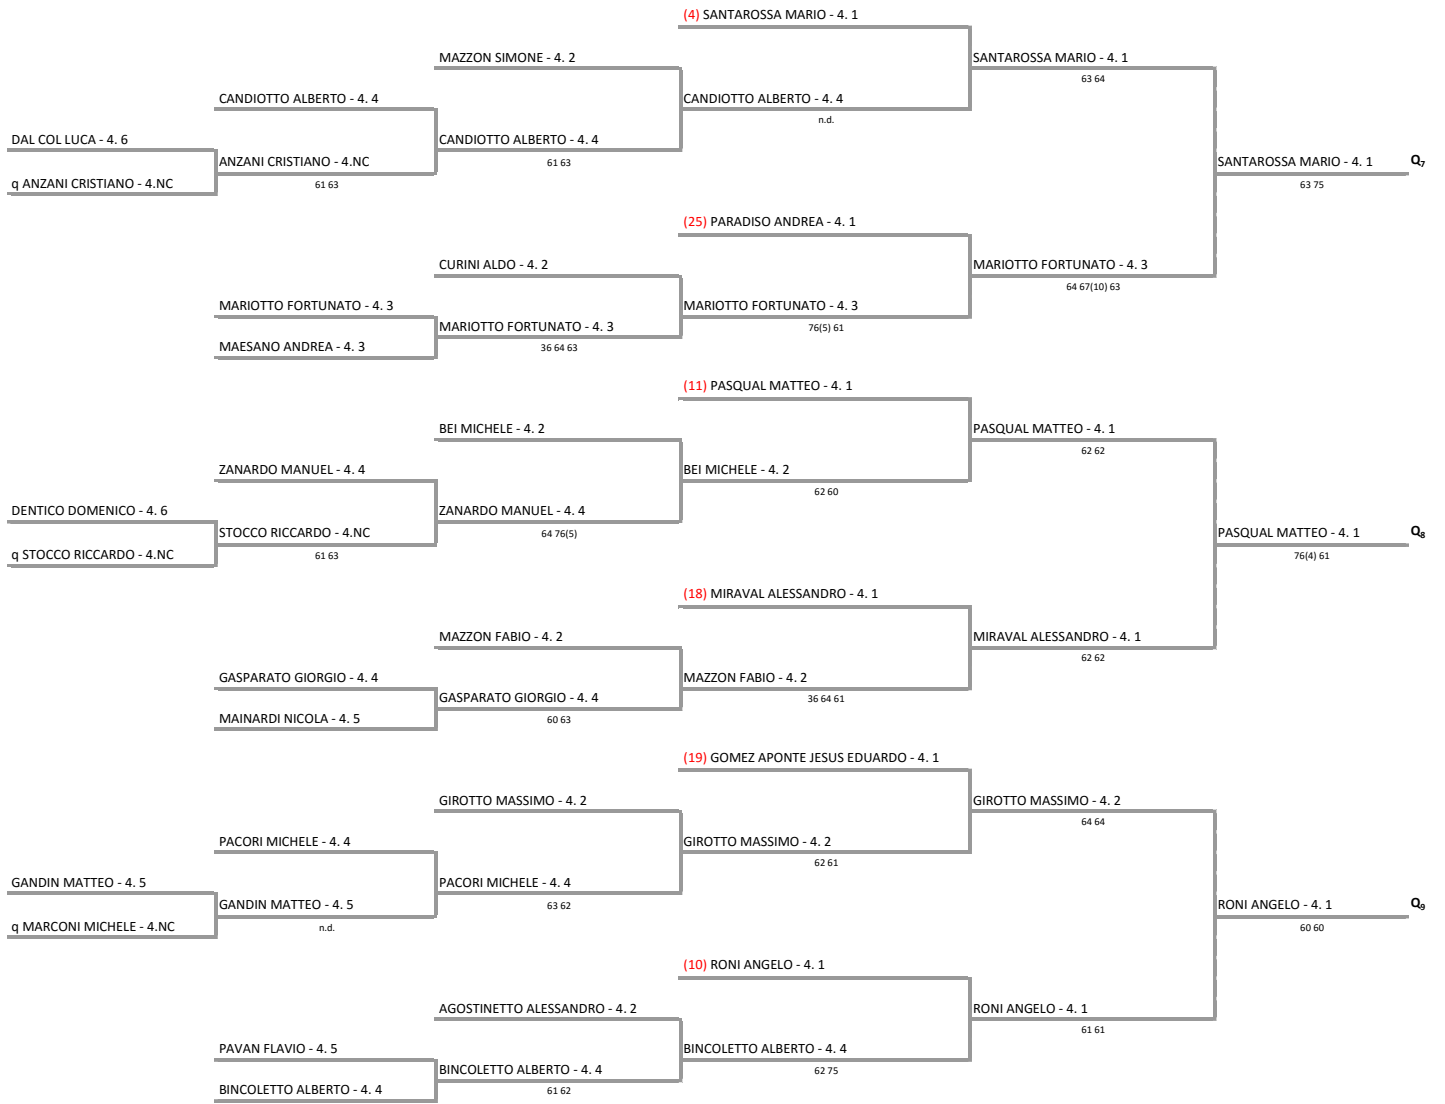 (4) SANTAROSSA MARIO - 4. 1
MAZZON SIMONE - 4. 2
SANTAROSSA MARIO - 4. 1
63 64
CANDIOTTO ALBERTO - 4. 4
CANDIOTTO ALBERTO - 4. 4
n.d.
DAL COL LUCA - 4. 6
CANDIOTTO ALBERTO - 4. 4
61 63
ANZANI CRISTIANO - 4.NC
61 63
SANTAROSSA MARIO - 4. 1
Q7
63 75
q ANZANI CRISTIANO - 4.NC
(25) PARADISO ANDREA - 4. 1
CURINI ALDO - 4. 2
MARIOTTO FORTUNATO - 4. 3
64 67(10) 63
MARIOTTO FORTUNATO - 4. 3
MARIOTTO FORTUNATO - 4. 3
76(5) 61
MARIOTTO FORTUNATO - 4. 3
36 64 63
MAESANO ANDREA - 4. 3
(11) PASQUAL MATTEO - 4. 1
BEI MICHELE - 4. 2
PASQUAL MATTEO - 4. 1
62 62
ZANARDO MANUEL - 4. 4
BEI MICHELE - 4. 2
62 60
DENTICO DOMENICO - 4. 6
ZANARDO MANUEL - 4. 4
64 76(5)
STOCCO RICCARDO - 4.NC
61 63
PASQUAL MATTEO - 4. 1
Q8
76(4) 61
q STOCCO RICCARDO - 4.NC
(18) MIRAVAL ALESSANDRO - 4. 1
MAZZON FABIO - 4. 2
MIRAVAL ALESSANDRO - 4. 1
62 62
GASPARATO GIORGIO - 4. 4
MAZZON FABIO - 4. 2
36 64 61
GASPARATO GIORGIO - 4. 4
60 63
MAINARDI NICOLA - 4. 5
(19) GOMEZ APONTE JESUS EDUARDO - 4. 1
GIROTTO MASSIMO - 4. 2
GIROTTO MASSIMO - 4. 2
64 64
PACORI MICHELE - 4. 4
GIROTTO MASSIMO - 4. 2
62 61
GANDIN MATTEO - 4. 5
PACORI MICHELE - 4. 4
63 62
GANDIN MATTEO - 4. 5
n.d.
RONI ANGELO - 4. 1
Q9
60 60
q MARCONI MICHELE - 4.NC
(10) RONI ANGELO - 4. 1
AGOSTINETTO ALESSANDRO - 4. 2
RONI ANGELO - 4. 1
61 61
PAVAN FLAVIO - 4. 5
BINCOLETTO ALBERTO - 4. 4
62 75
BINCOLETTO ALBERTO - 4. 4
61 62
BINCOLETTO ALBERTO - 4. 4